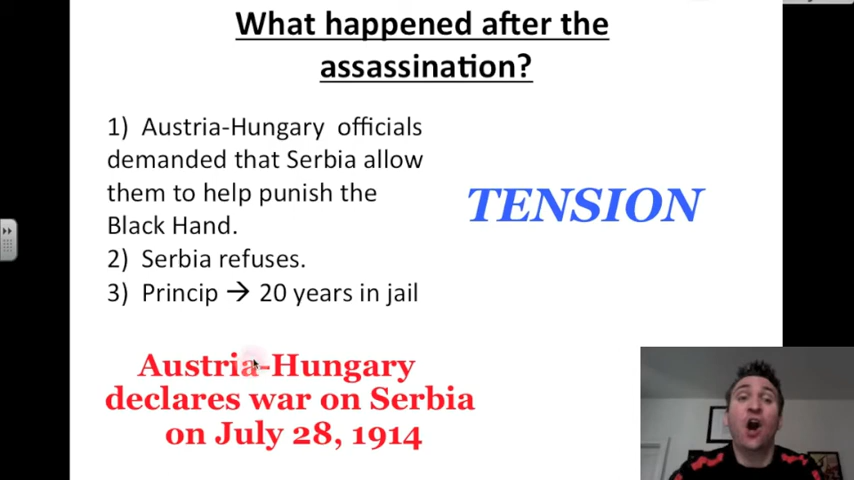 What happened after the
assassination?
1) Austria-Hungary officials
demanded that Serbia allow
them to help punish the
Black Hand.
2) Serbia refuses.
3) Princip → 20 years in jail
TENSION
Austria-Hungary
declares war on Serbia
on July 28, 1914